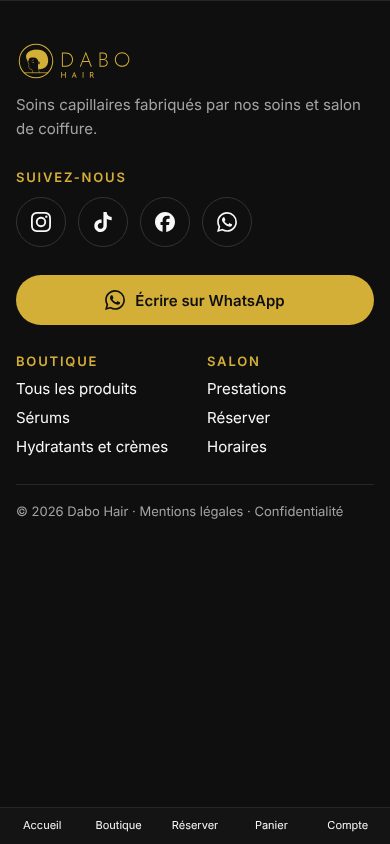 DABO
HAIR
Soins capillaires fabriqués par nos soins et salon
de coiffure.
SUIVEZ-NOUS
Écrire sur WhatsApp
BOUTIQUE
Tous les produits
Sérums
Hydratants et crèmes
SALON
Prestations
Réserver
Horaires
© 2026 Dabo Hair · Mentions légales · Confidentialité
Accueil Boutique Réserver Panier Compte